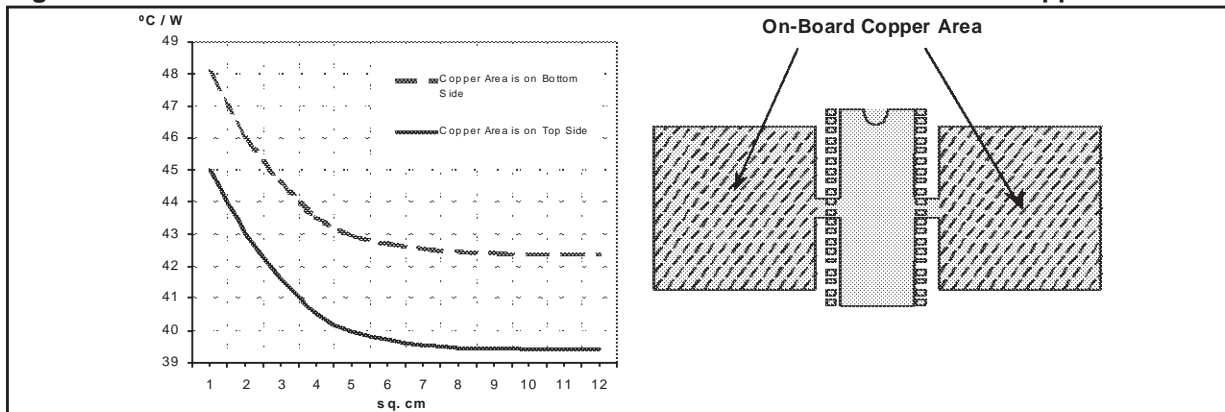 ºC / W
49
48
47
46
45
44
43
42
41
40
39
1 2 3 4 5 6 7 8 9 10 11 12
sq. cm
Copper Area is on Bottom
Side
Copper Area is on Top Side
On-Board Copper Area